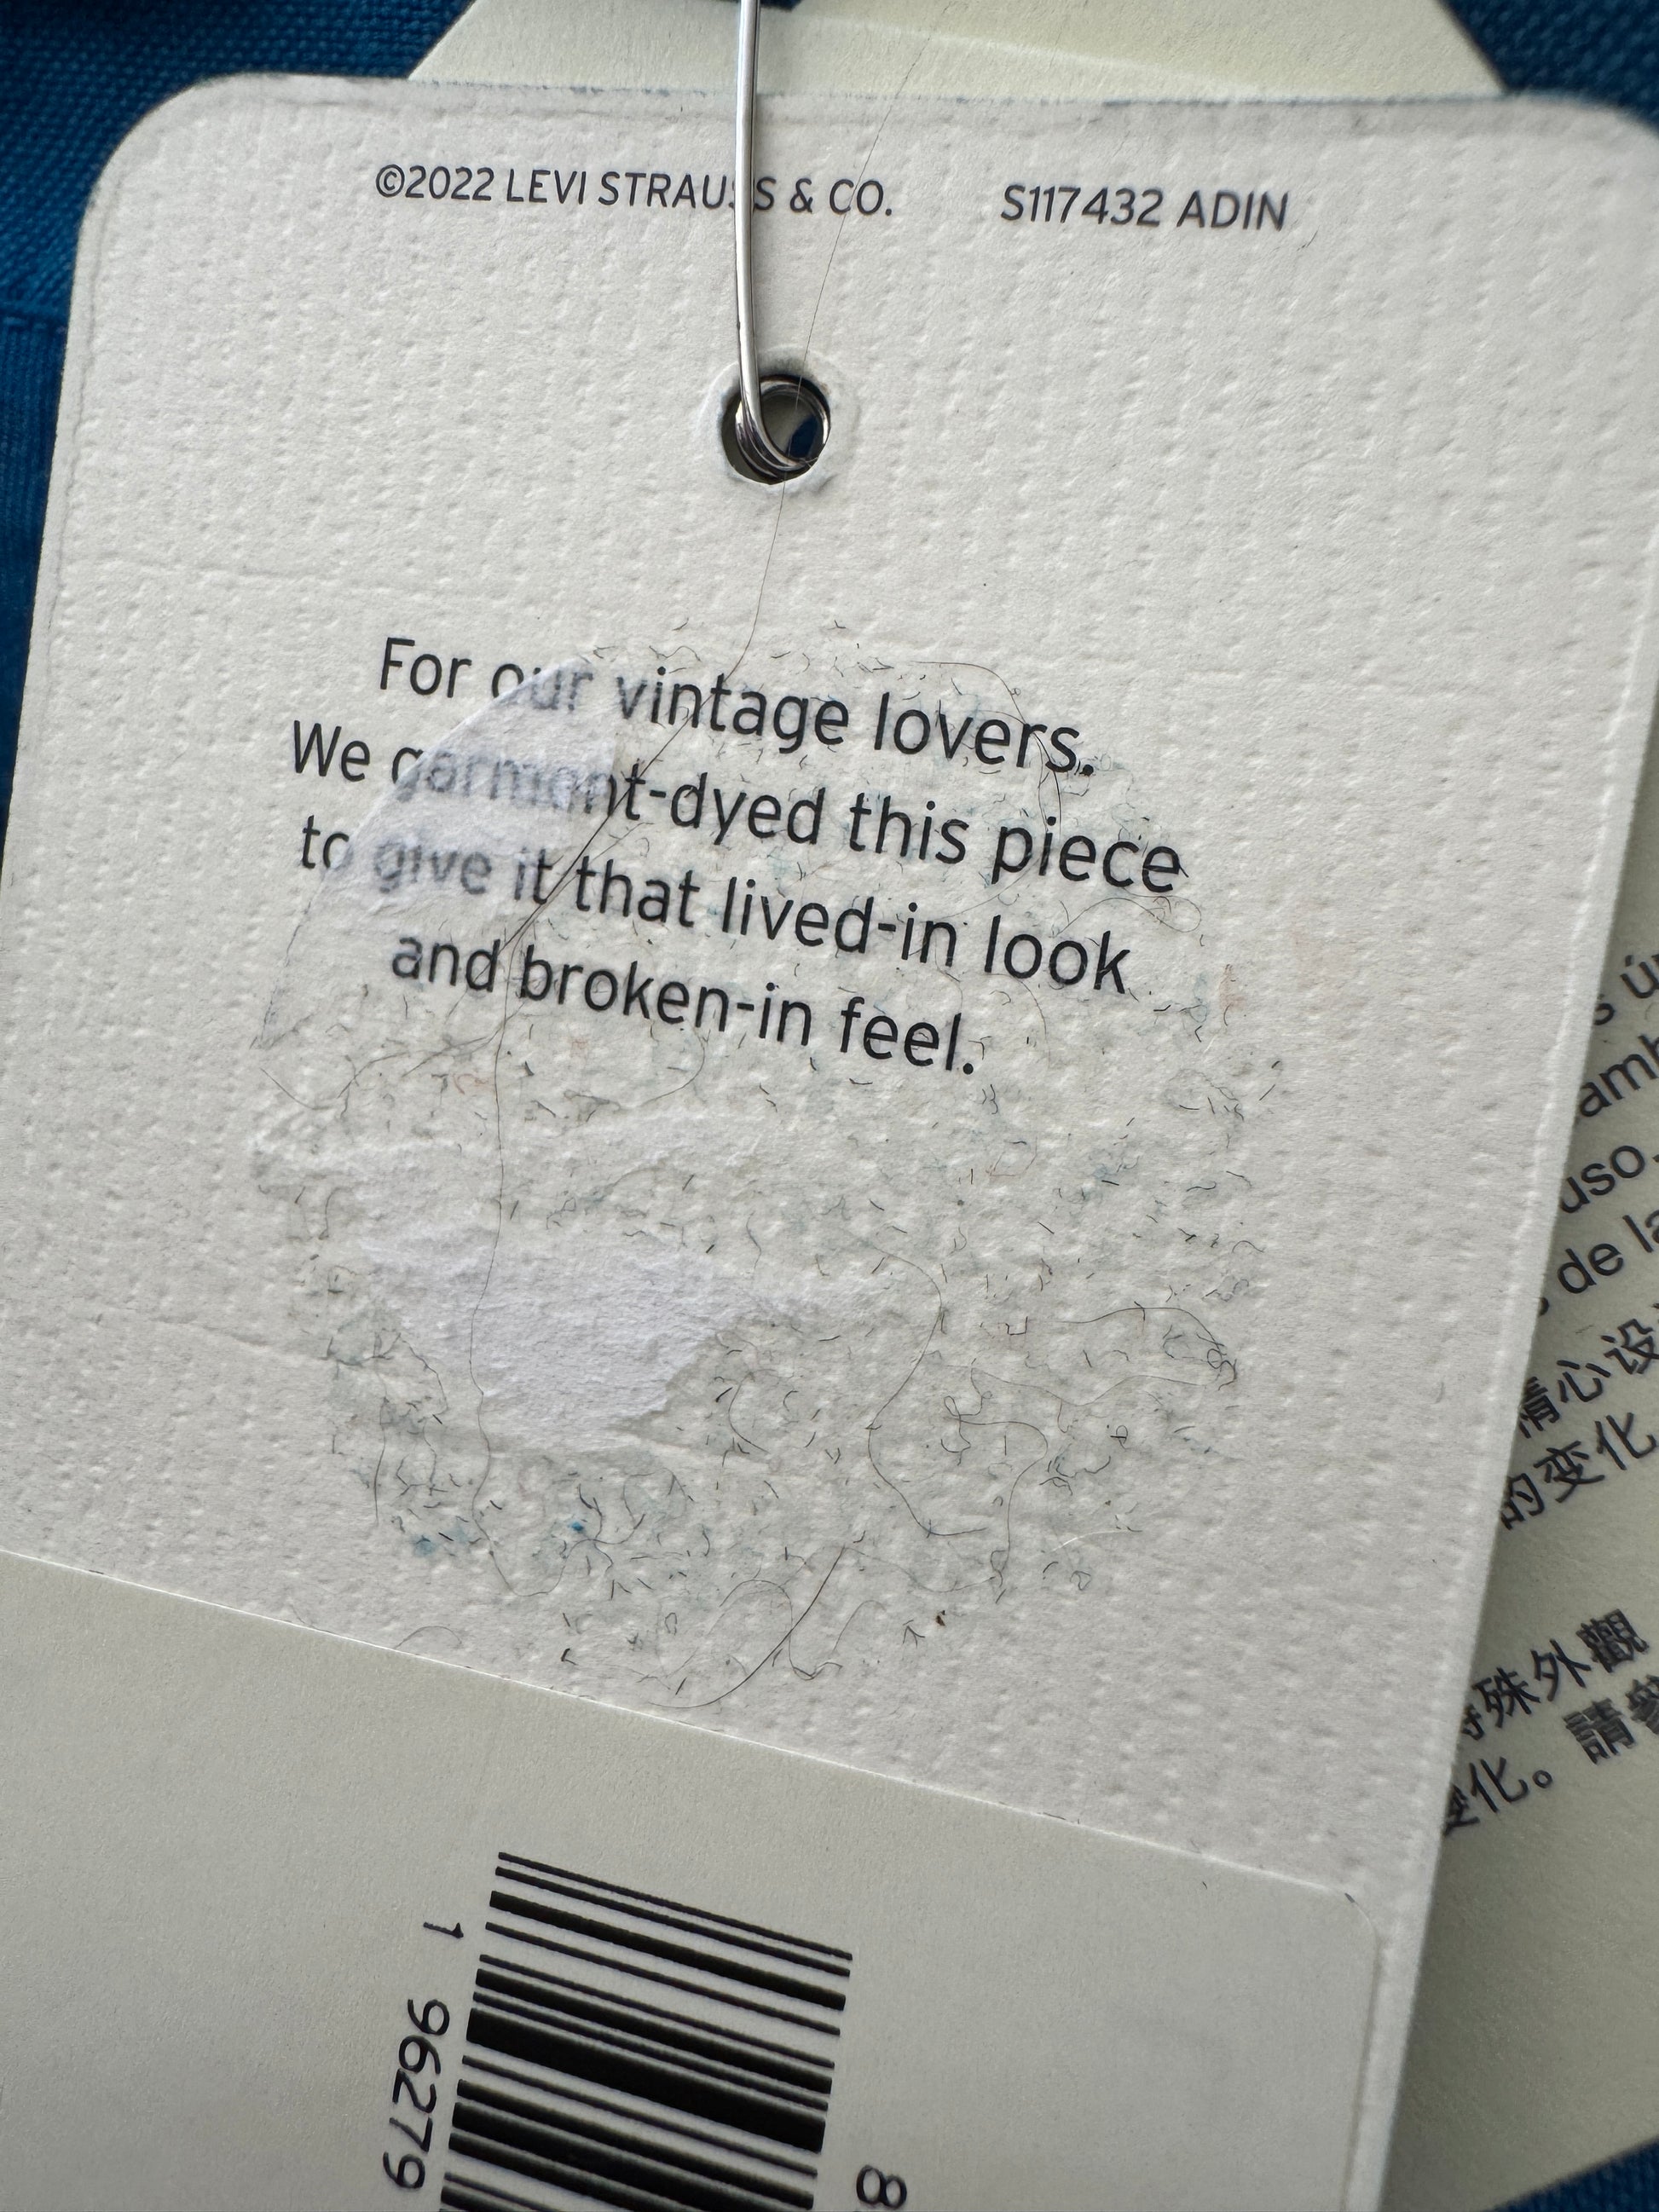 ©2022 LEVI STRAUSS & CO. S117432 ADIN
For our vintage lovers.
We garment-dyed this piece
to give it that lived-in look
and broken-in feel.
1 96279
8
uso.
de la
精心设
的变化
殊外觀
變化。請參